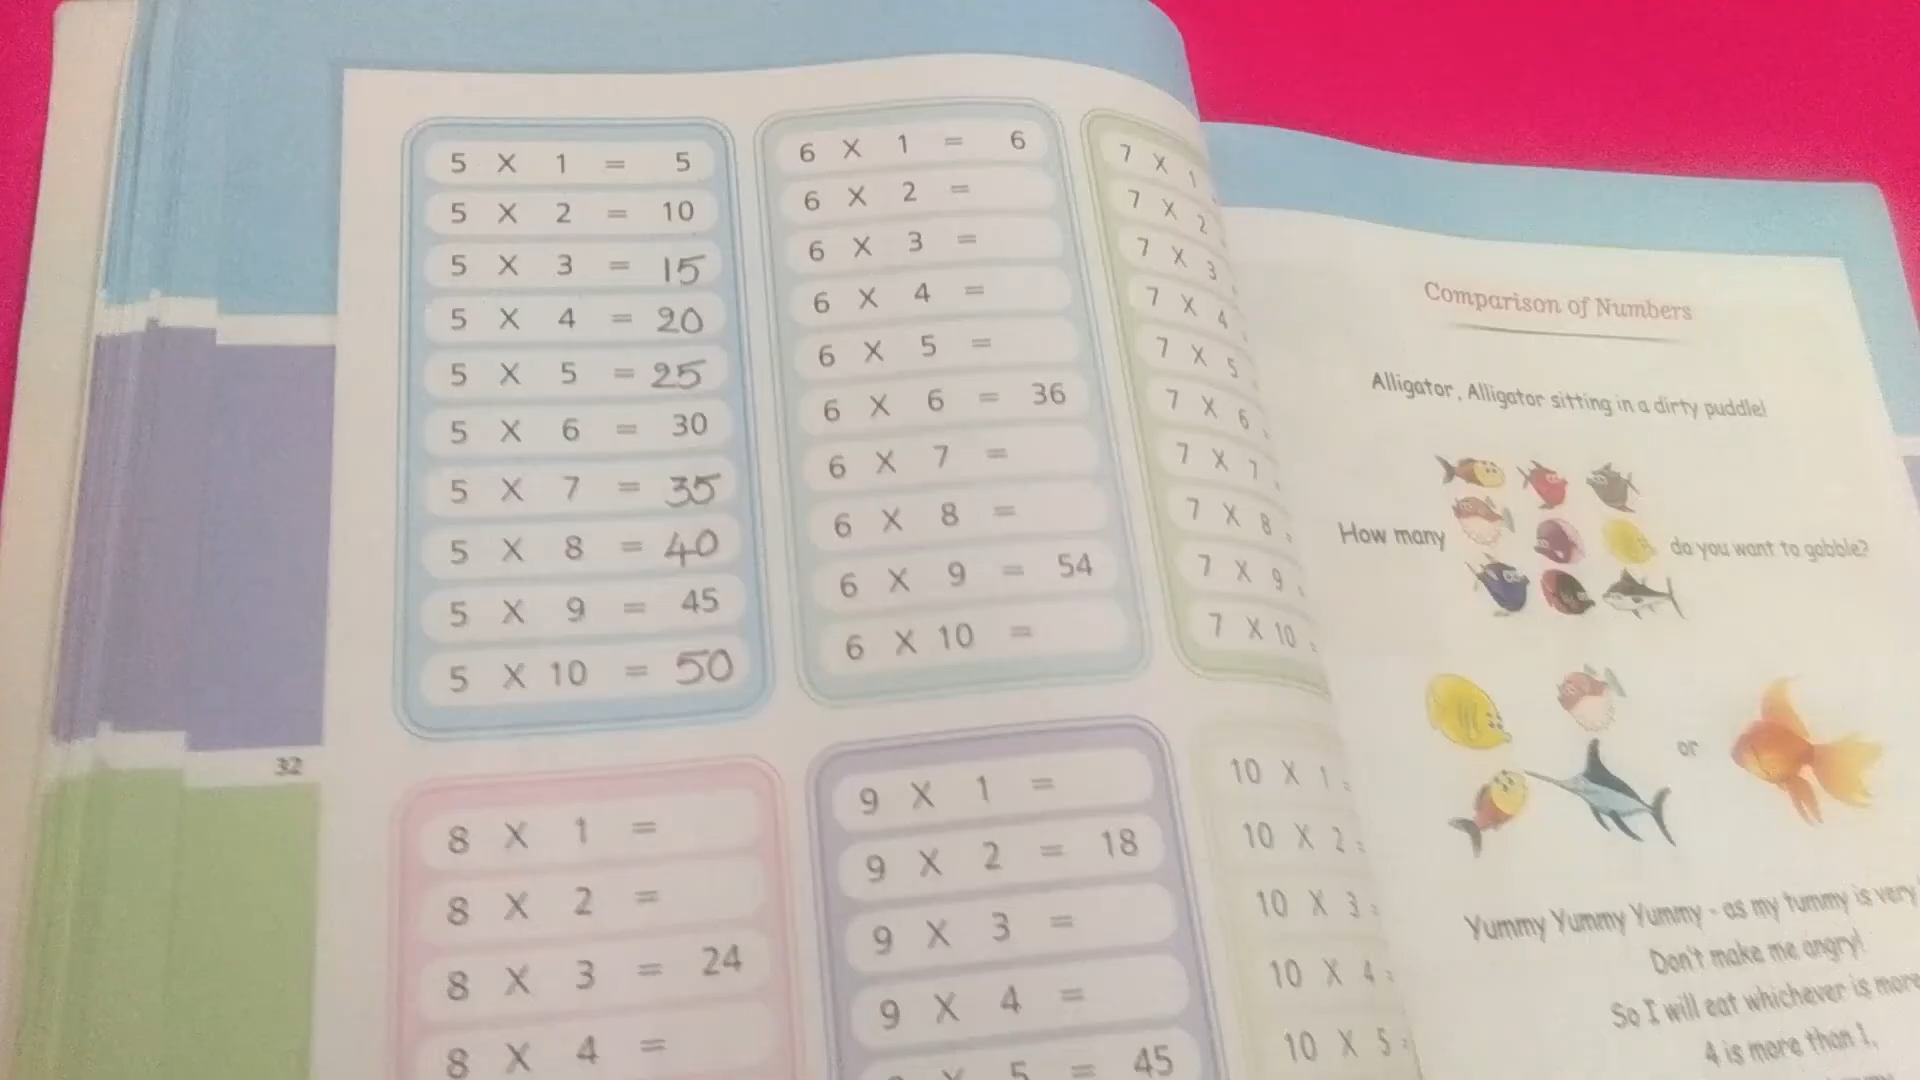 5 X 1 = 5
5 X 2 = 10
5 X 3 = 15
5 X 4 = 20
5 X 5 = 25
5 X 6 = 30
5 X 7 = 35
5 X 8 = 40
5 X 9 = 45
5 X 10 = 50
6 X 1 = 6
6 X 2 =
6 X 3 =
6 X 4 =
6 X 5 =
6 X 6 = 36
6 X 7 =
6 X 8 =
6 X 9 = 54
6 X 10 =
7 X 1
7 X 2
7 X 3
7 X 4
7 X 5
7 X 6
7 X 7
7 X 8
7 X 9
7 X 10
32
8 X 1 =
8 X 2 =
8 X 3 = 24
8 X 4 =
9 X 1 =
9 X 2 = 18
9 X 3 =
9 X 4 =
5 = 45
10 X 1 =
10 X 2 =
10 X 3 =
10 X 4 =
10 X 5 =
Comparison of Numbers
Alligator, Alligator sitting in a dirty puddle!
How many do you want to gobble?
or
Yummy Yummy Yummy - as my tummy is very
Don't make me angry!
So I will eat whichever is more
4 is more than 1,